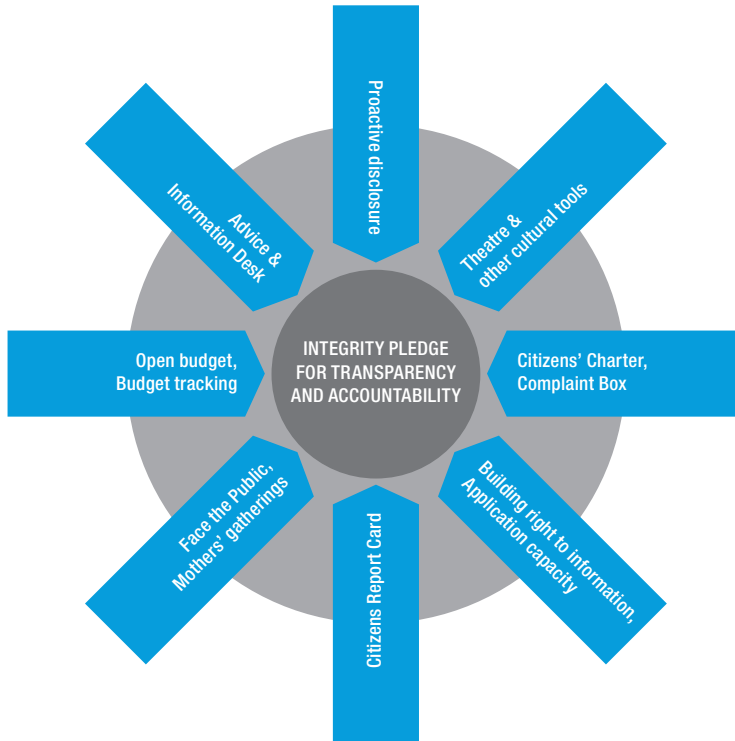 Proactive disclosure
Theatre &
other cultural tools
Citizens’ Charter,
Complaint Box
Building right to information,
Application capacity
Citizens Report Card
Face the Public,
Mothers’ gatherings
Open budget,
Budget tracking
Advice &
Information Desk
INTEGRITY PLEDGE
FOR TRANSPARENCY
AND ACCOUNTABILITY